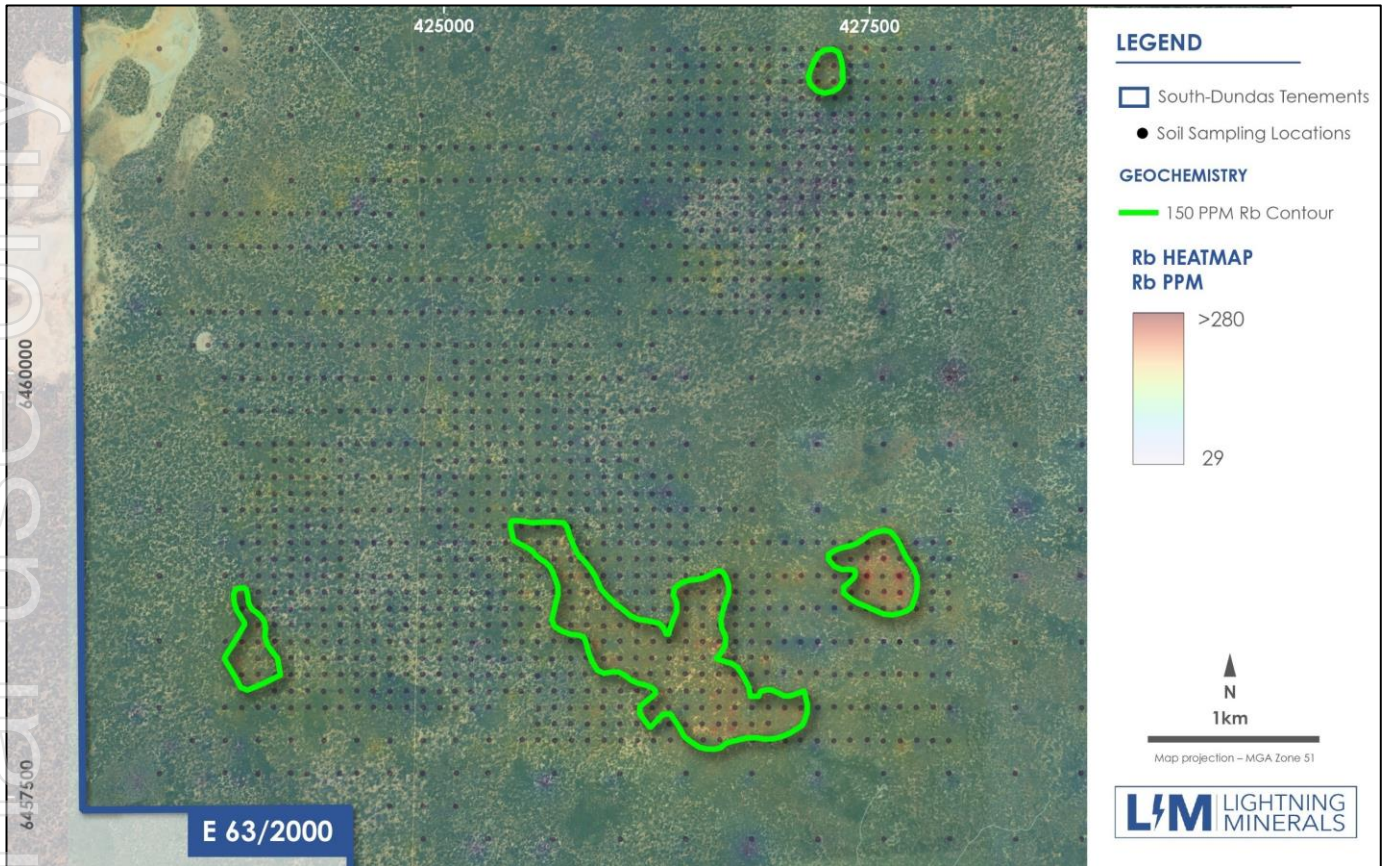 425000
427500
6460000
6457500
E 63/2000
LEGEND
South-Dundas Tenements
Soil Sampling Locations
GEOCHEMISTRY
150 PPM Rb Contour
Rb HEATMAP
Rb PPM
>280
29
N
1km
Map projection – MGA Zone 51
LM LIGHTNING
MINERALS